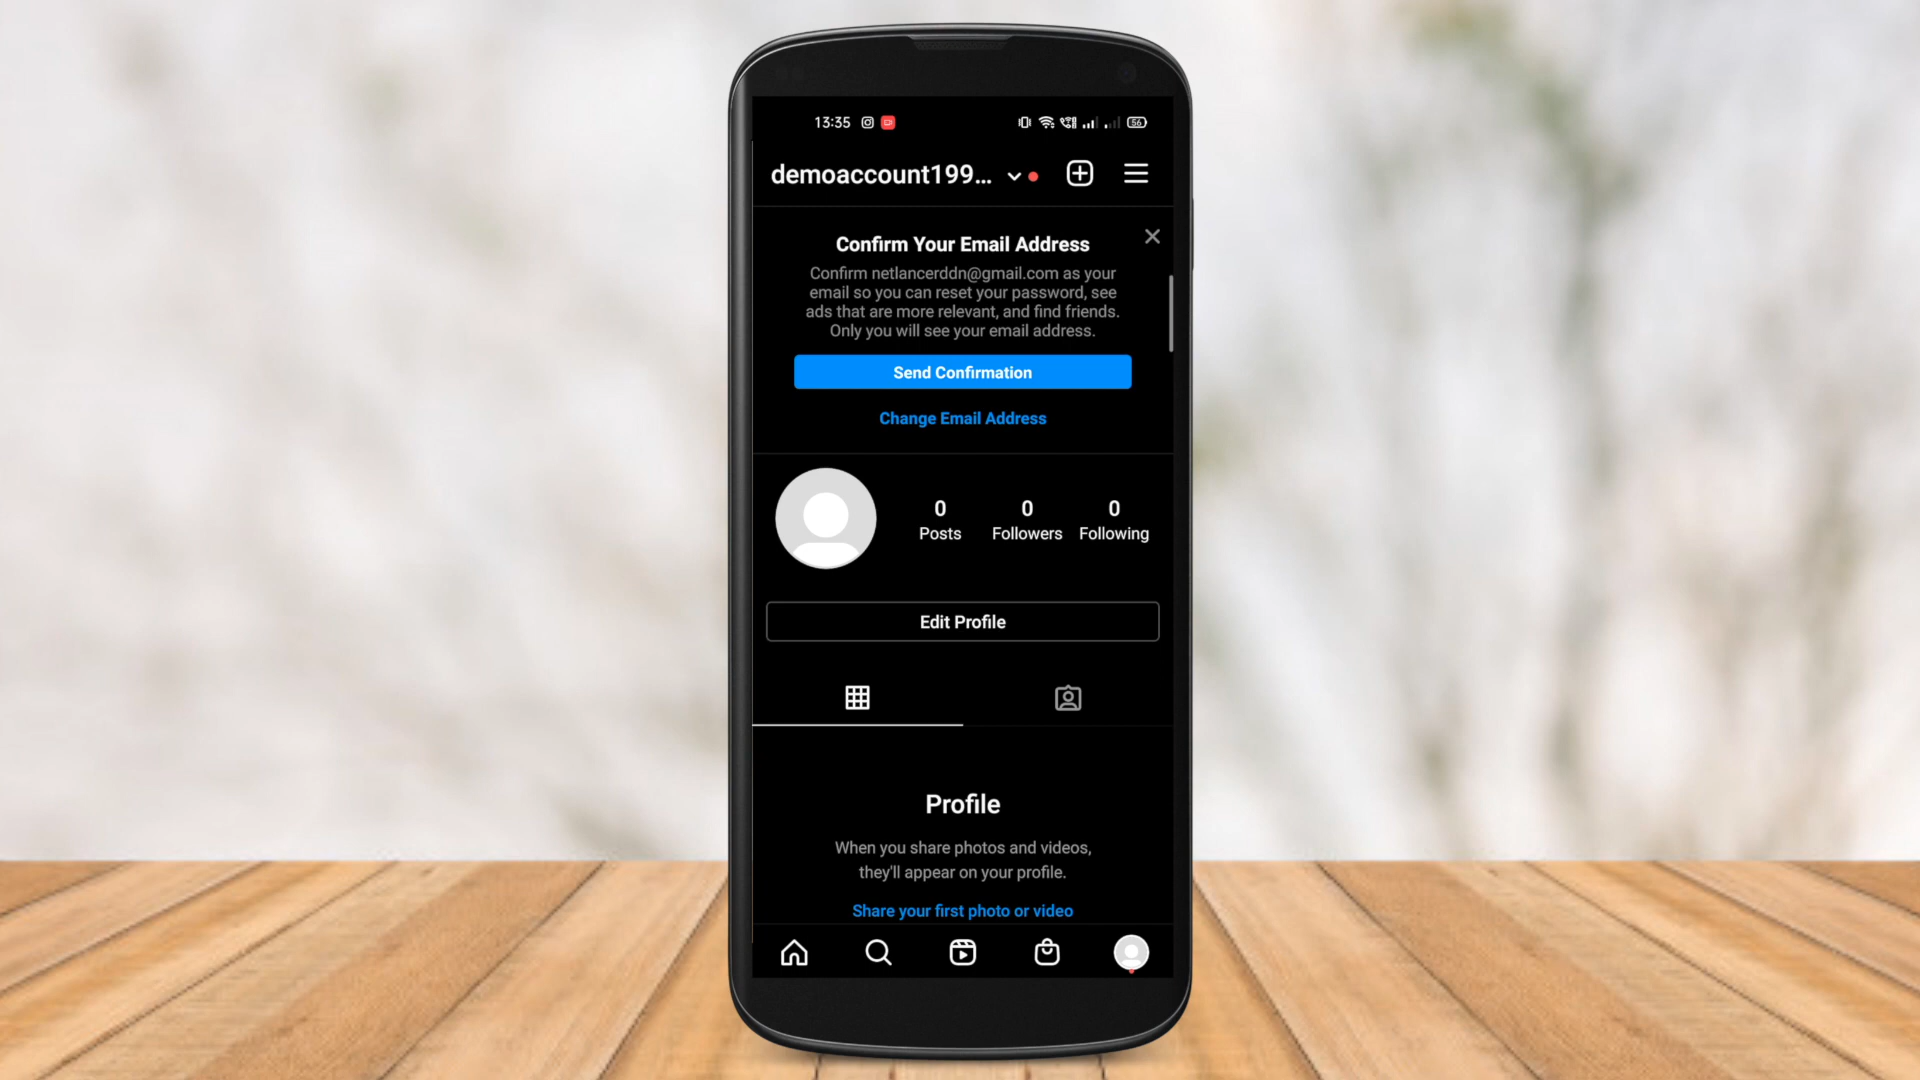 13:35
56
demoaccount199...
Confirm Your Email Address
Confirm netlancerddn@gmail.com as your
email so you can reset your password, see
ads that are more relevant, and find friends.
Only you will see your email address.
Send Confirmation
Change Email Address
0 0 0
Posts Followers Following
Edit Profile
Profile
When you share photos and videos,
they'll appear on your profile.
Share your first photo or video